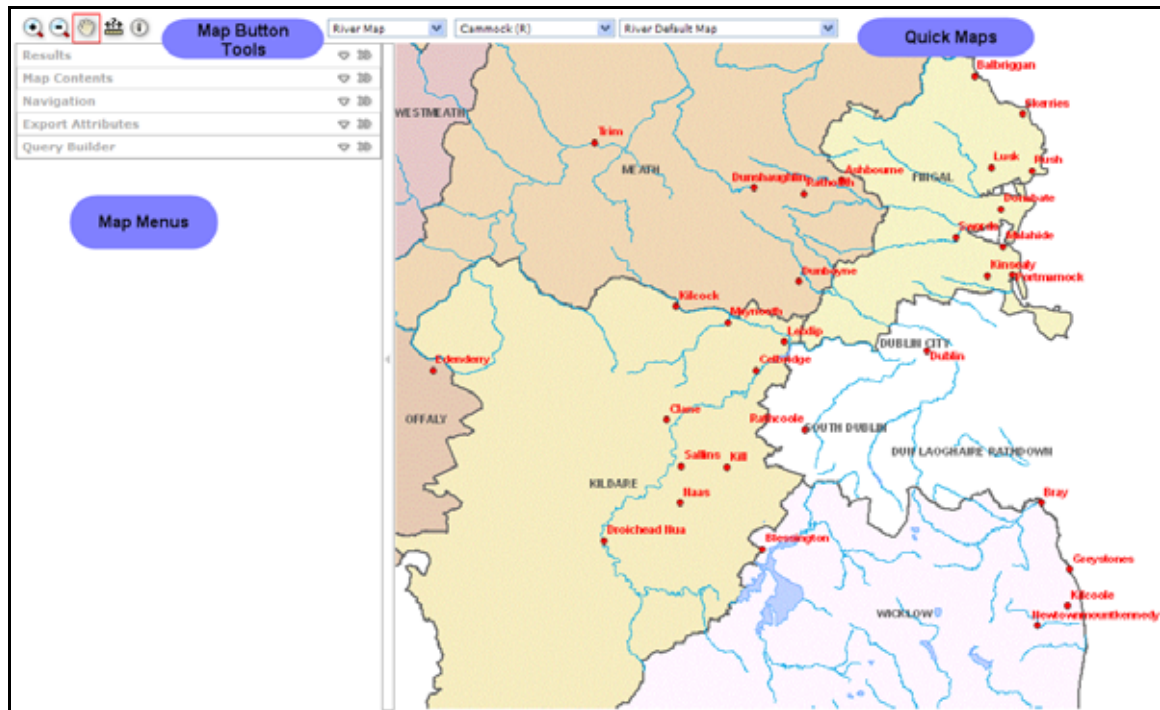 Map Button
Tools
River Map
Cammock (R)
River Default Map
Quick Maps
Results
Map Contents
Navigation
Export Attributes
Query Builder
Map Menus
Balbriggan
Skerries
WESTMEATH
Trim
MEATH
Lusk
Rush
Dunshaughlin
Ratoath
Ashbourne
FINGAL
Donabate
Swords
Malahide
Kinsealy
Portmarnock
Dunboyne
Kilcock
Maynooth
Leixlip
DUBLIN CITY
Dublin
Edenderry
Celbridge
OFFALY
Clane
Rathcoole
SOUTH DUBLIN
DUN LAOGHAIRE RATHDOWN
Sallins
Kill
KILDARE
Naas
Bray
Droichead Nua
Blessington
Greystones
Kilcoole
WICKLOW
Newtownmountkennedy